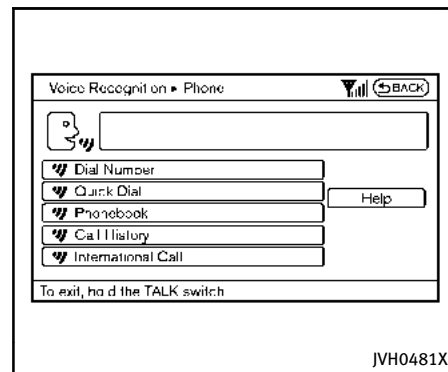 Voice Recognition ▸ Phone
BACK
Dial Number
Quick Dial
Help
Phonebook
Call History
International Call
To exit, hold the TALK switch
JVH0481X